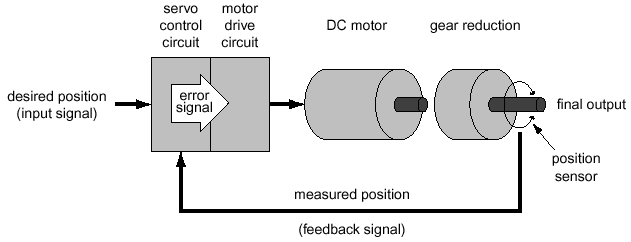 servo
control
circuit
motor
drive
circuit
DC motor
gear reduction
desired position
(input signal)
error
signal
final output
position
sensor
measured position
(feedback signal)